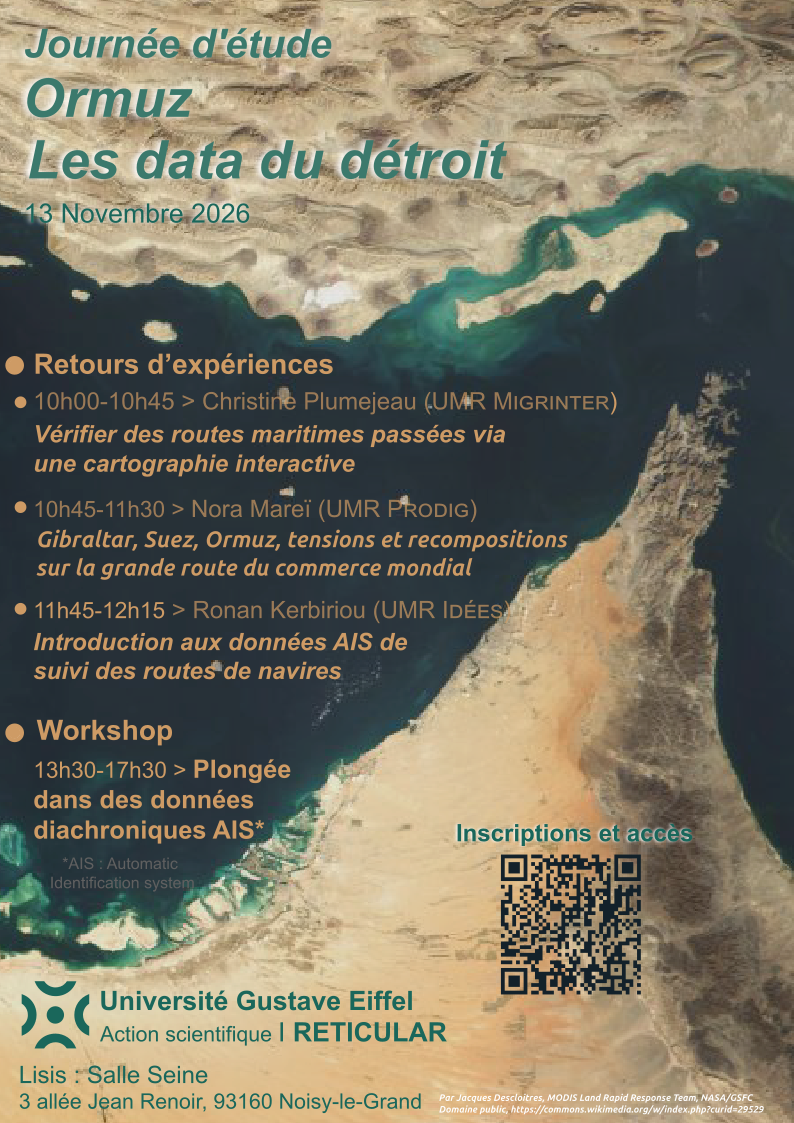 Journée d'étude
Ormuz
Les data du détroit
13 Novembre 2026
Retours d’expériences
10h00-10h45 > Christine Plumejeau (UMR Migrinter)
Vérifier des routes maritimes passées via
une cartographie interactive
10h45-11h30 > Nora Mareï (UMR Prodig)
Gibraltar, Suez, Ormuz, tensions et recompositions
sur la grande route du commerce mondial
11h45-12h15 > Ronan Kerbiriou (UMR Idées)
Introduction aux données AIS de
suivi des routes de navires
Workshop
13h30-17h30 > Plongée
dans des données
diachroniques AIS*
*AIS : Automatic
Identification system
Inscriptions et accès
Université Gustave Eiffel
Action scientifique I RETICULAR
Lisis : Salle Seine
3 allée Jean Renoir, 93160 Noisy-le-Grand
Par Jacques Descloitres, MODIS Land Rapid Response Team, NASA/GSFC
Domaine public, https://commons.wikimedia.org/w/index.php?curid=29529